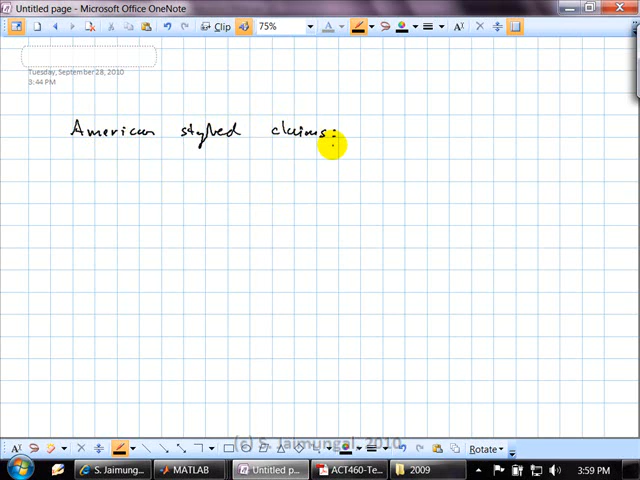 Untitled page - Microsoft Office OneNote
Clip
75%
Tuesday, September 28, 2010
3:44 PM
American styled claims:
(c) S. Jaimungal, 2010
Rotate
S. Jaimung...
MATLAB
Untitled p...
ACT460-Te...
2009
3:59 PM